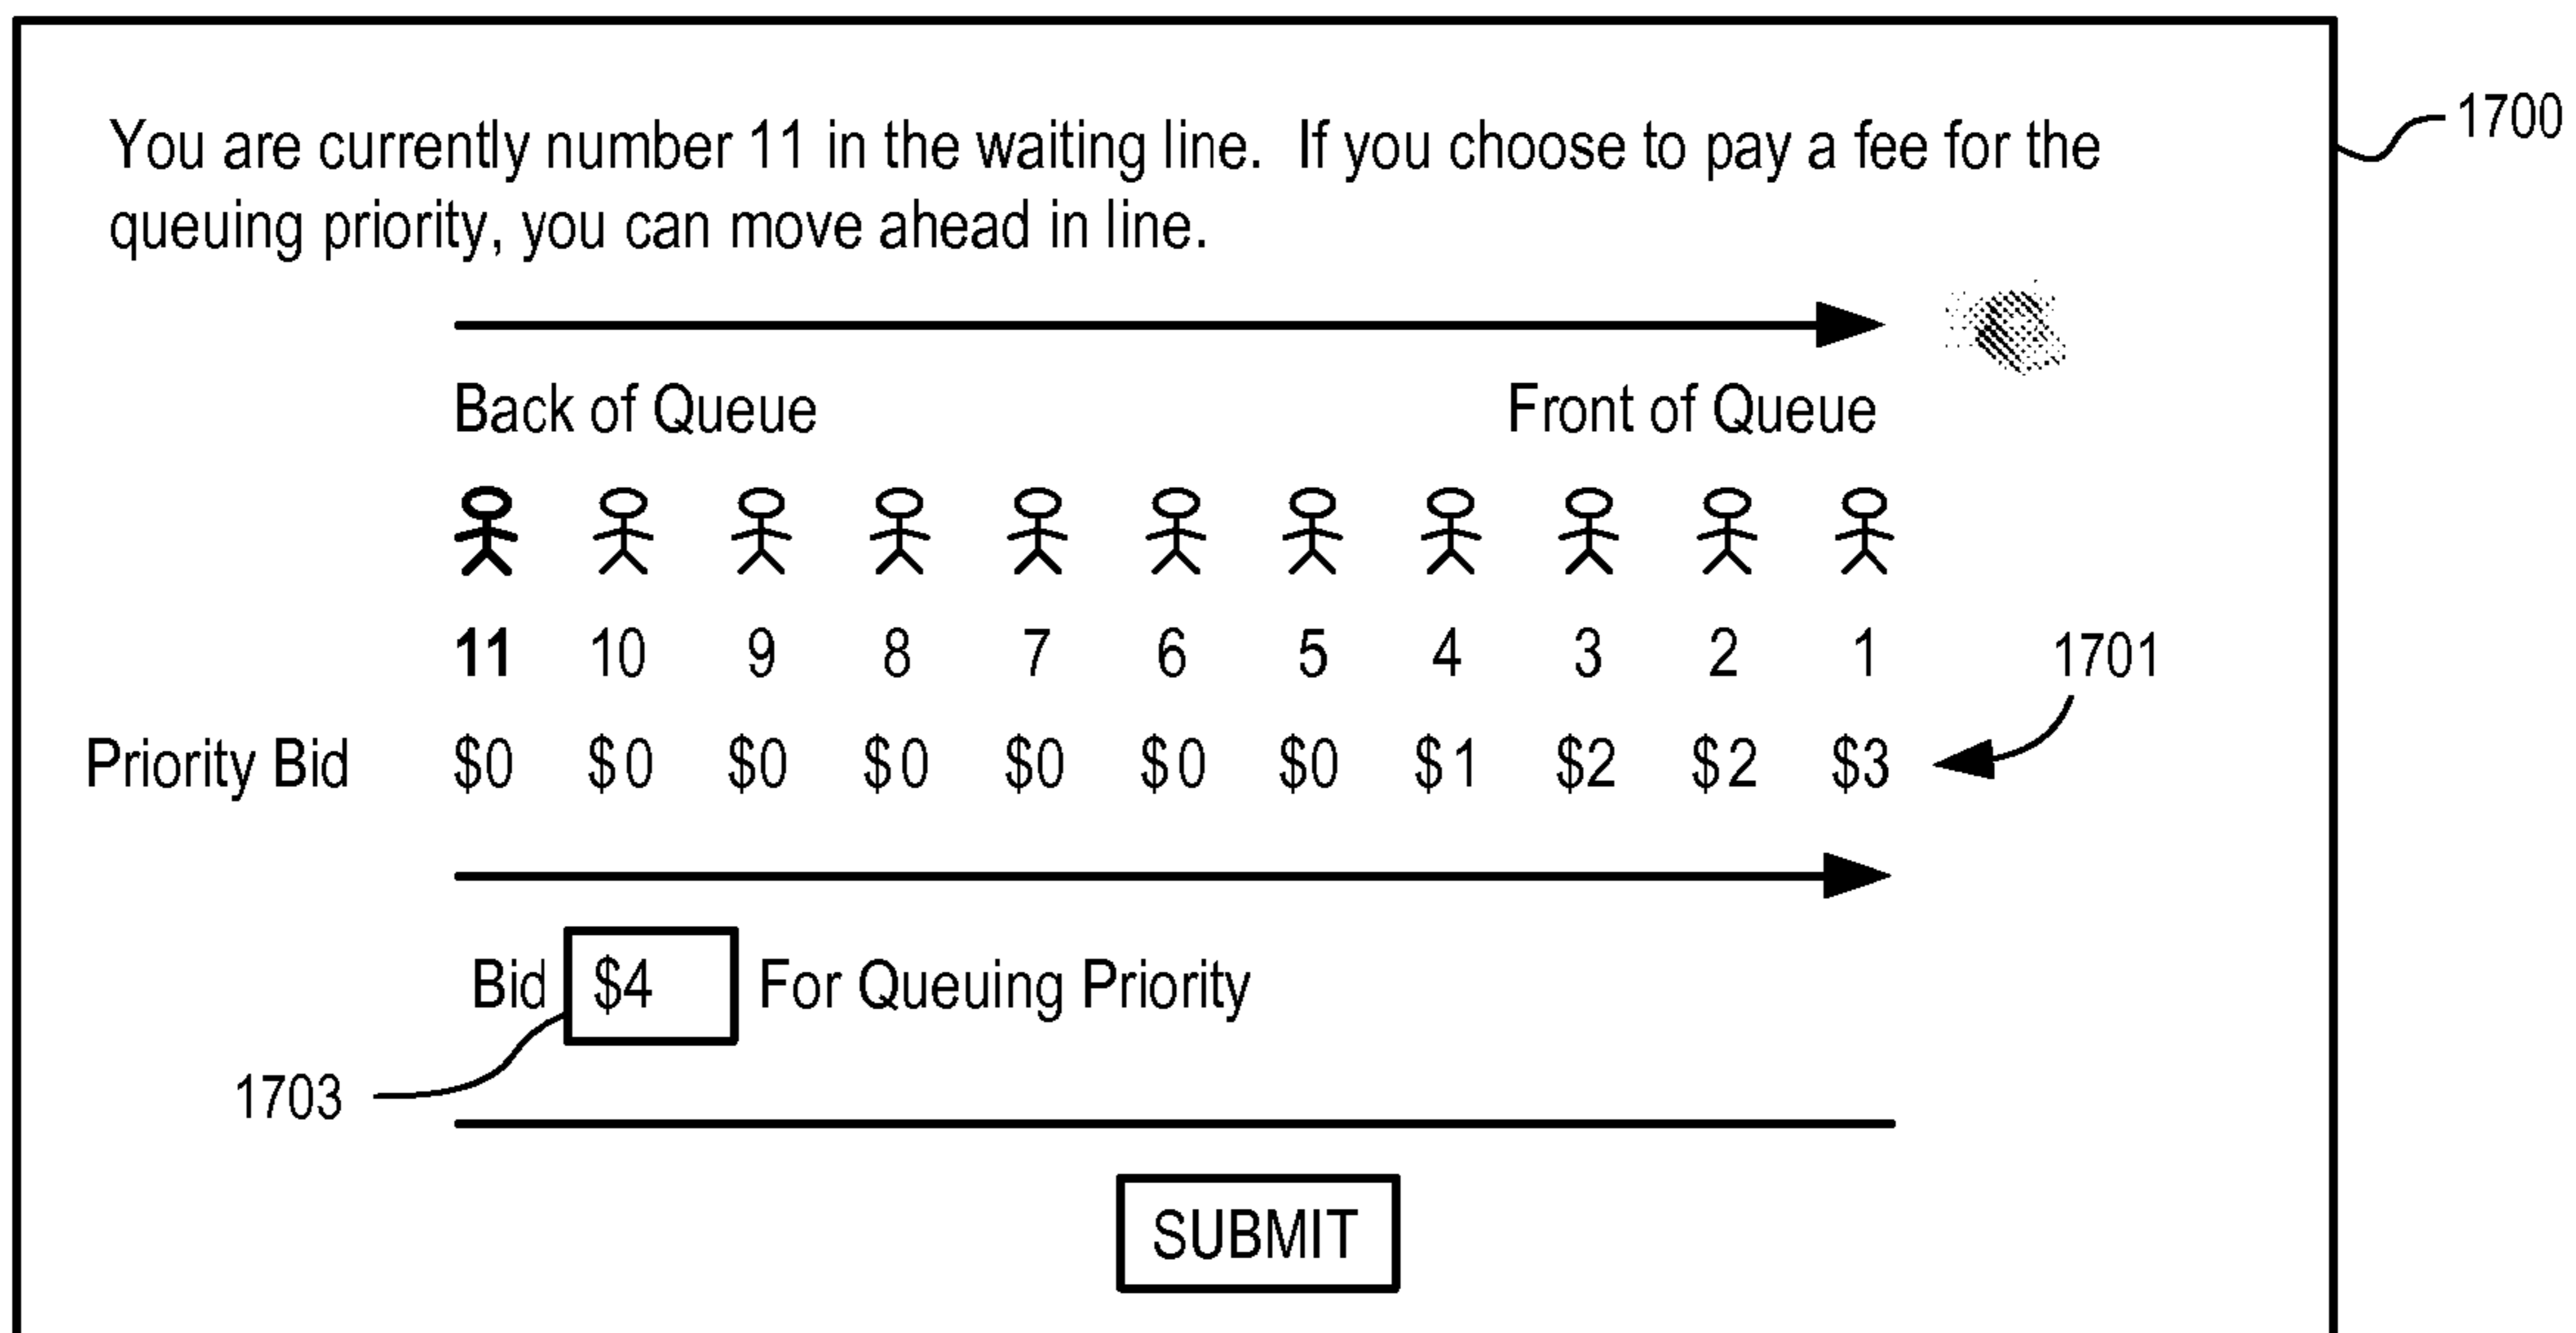 1700
You are currently number 11 in the waiting line. If you choose to pay a fee for the
queuing priority, you can move ahead in line.
Back of Queue Front of Queue
11 10 9 8 7 6 5 4 3 2 1
1701
Priority Bid $0 $0 $0 $0 $0 $0 $0 $1 $2 $2 $3
Bid $4 For Queuing Priority
1703
SUBMIT